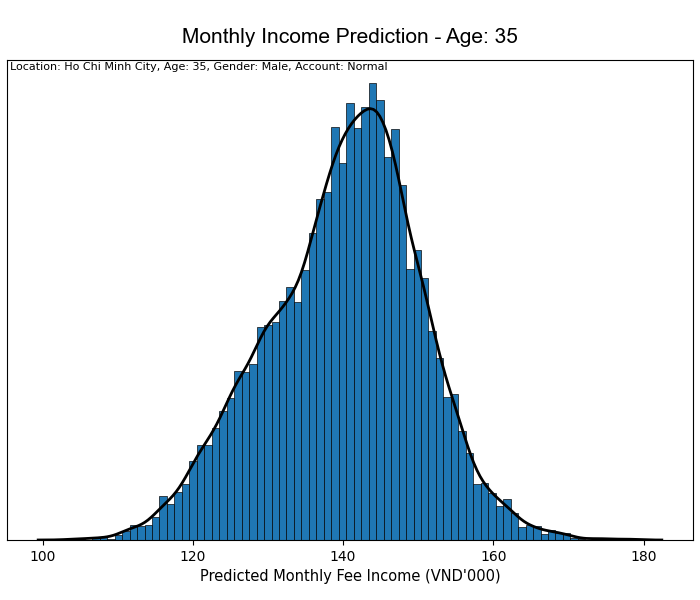 Monthly Income Prediction - Age: 35
Location: Ho Chi Minh City, Age: 35, Gender: Male, Account: Normal
100 120 140 160 180
Predicted Monthly Fee Income (VND'000)